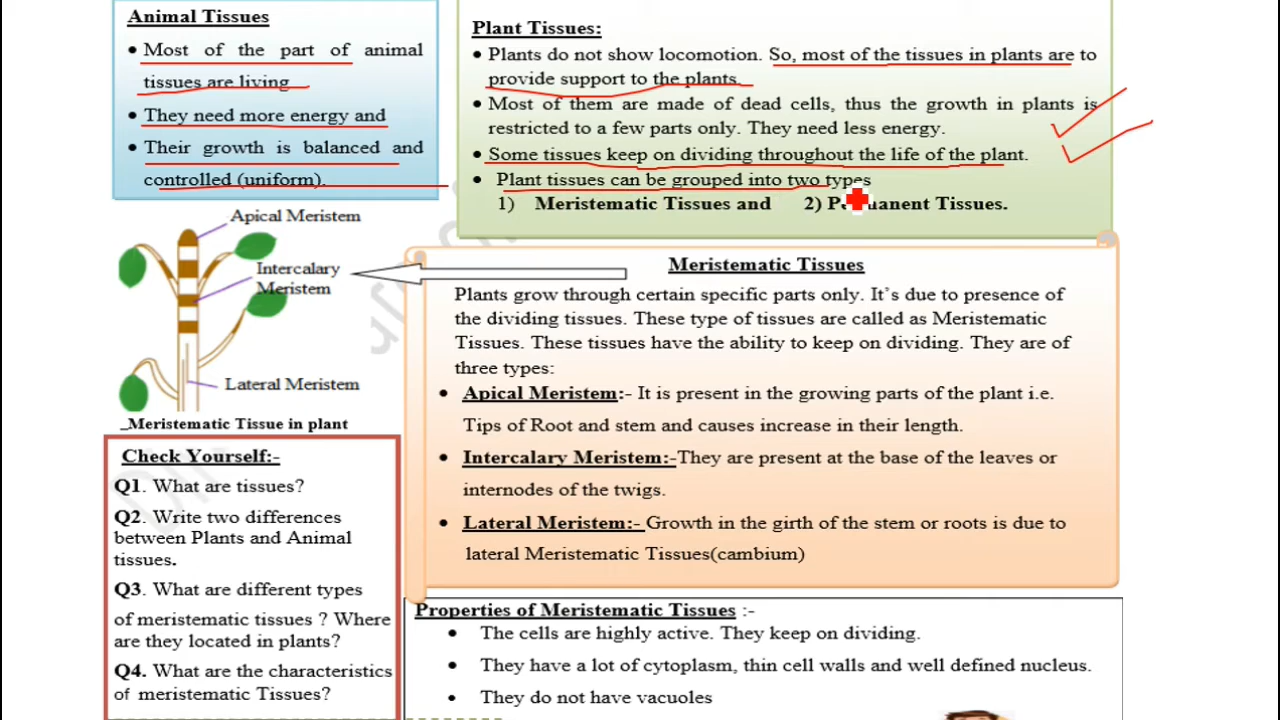 Animal Tissues
• Most of the part of animal
tissues are living
• They need more energy and
• Their growth is balanced and
controlled (uniform).
Plant Tissues:
• Plants do not show locomotion. So, most of the tissues in plants are to
provide support to the plants.
• Most of them are made of dead cells, thus the growth in plants is
restricted to a few parts only. They need less energy.
• Some tissues keep on dividing throughout the life of the plant.
• Plant tissues can be grouped into two types
1) Meristematic Tissues and 2) Permanent Tissues.
Apical Meristem
Intercalary
Meristem
Lateral Meristem
_Meristematic Tissue in plant
Meristematic Tissues
Plants grow through certain specific parts only. It's due to presence of
the dividing tissues. These type of tissues are called as Meristematic
Tissues. These tissues have the ability to keep on dividing. They are of
three types:
• Apical Meristem:- It is present in the growing parts of the plant i.e.
Tips of Root and stem and causes increase in their length.
• Intercalary Meristem:-They are present at the base of the leaves or
internodes of the twigs.
• Lateral Meristem:- Growth in the girth of the stem or roots is due to
lateral Meristematic Tissues(cambium)
Check Yourself:-
Q1. What are tissues?
Q2. Write two differences
between Plants and Animal
tissues.
Q3. What are different types
of meristematic tissues ? Where
are they located in plants?
Q4. What are the characteristics
of meristematic Tissues?
Properties of Meristematic Tissues :-
• The cells are highly active. They keep on dividing.
• They have a lot of cytoplasm, thin cell walls and well defined nucleus.
• They do not have vacuoles